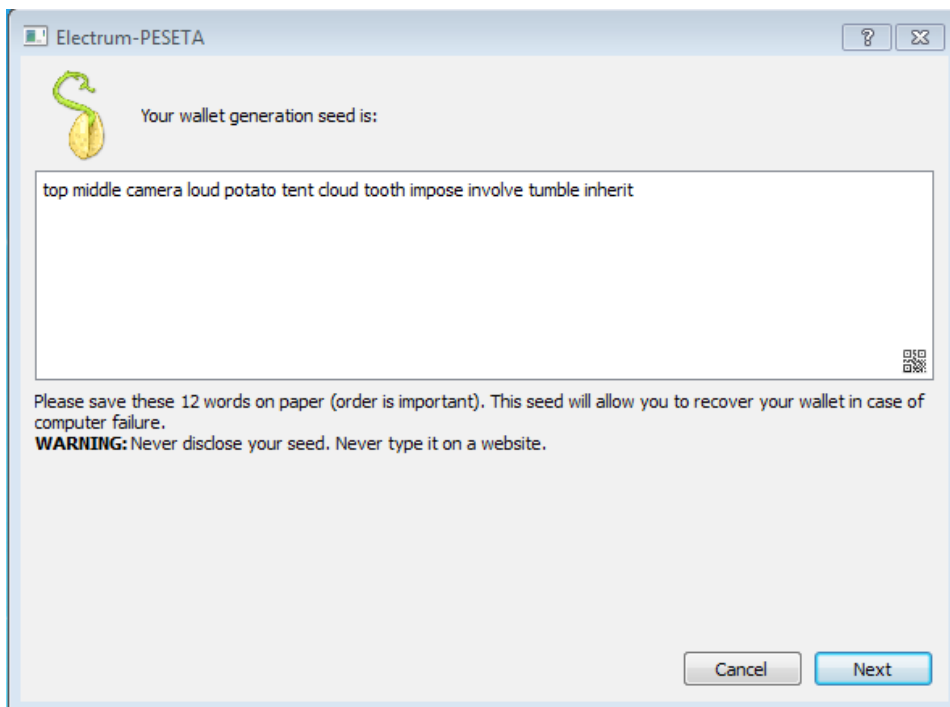 Electrum-PESETA
Your wallet generation seed is:
top middle camera loud potato tent cloud tooth impose involve tumble inherit
Please save these 12 words on paper (order is important). This seed will allow you to recover your wallet in case of
computer failure.
WARNING: Never disclose your seed. Never type it on a website.
Cancel
Next